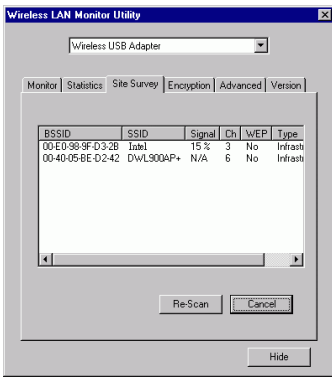 Wireless LAN Monitor Utility
Wireless USB Adapter
Monitor Statistics Site Survey Encryption Advanced Version
BSSID SSID Signal Ch WEP Type
00-E0-98-9F-D3-2B Intel 15 % 3 No Infrastr
00-40-05-BE-D2-42 DWL900AP+ N/A 6 No Infrastr
Re-Scan Cancel
Hide